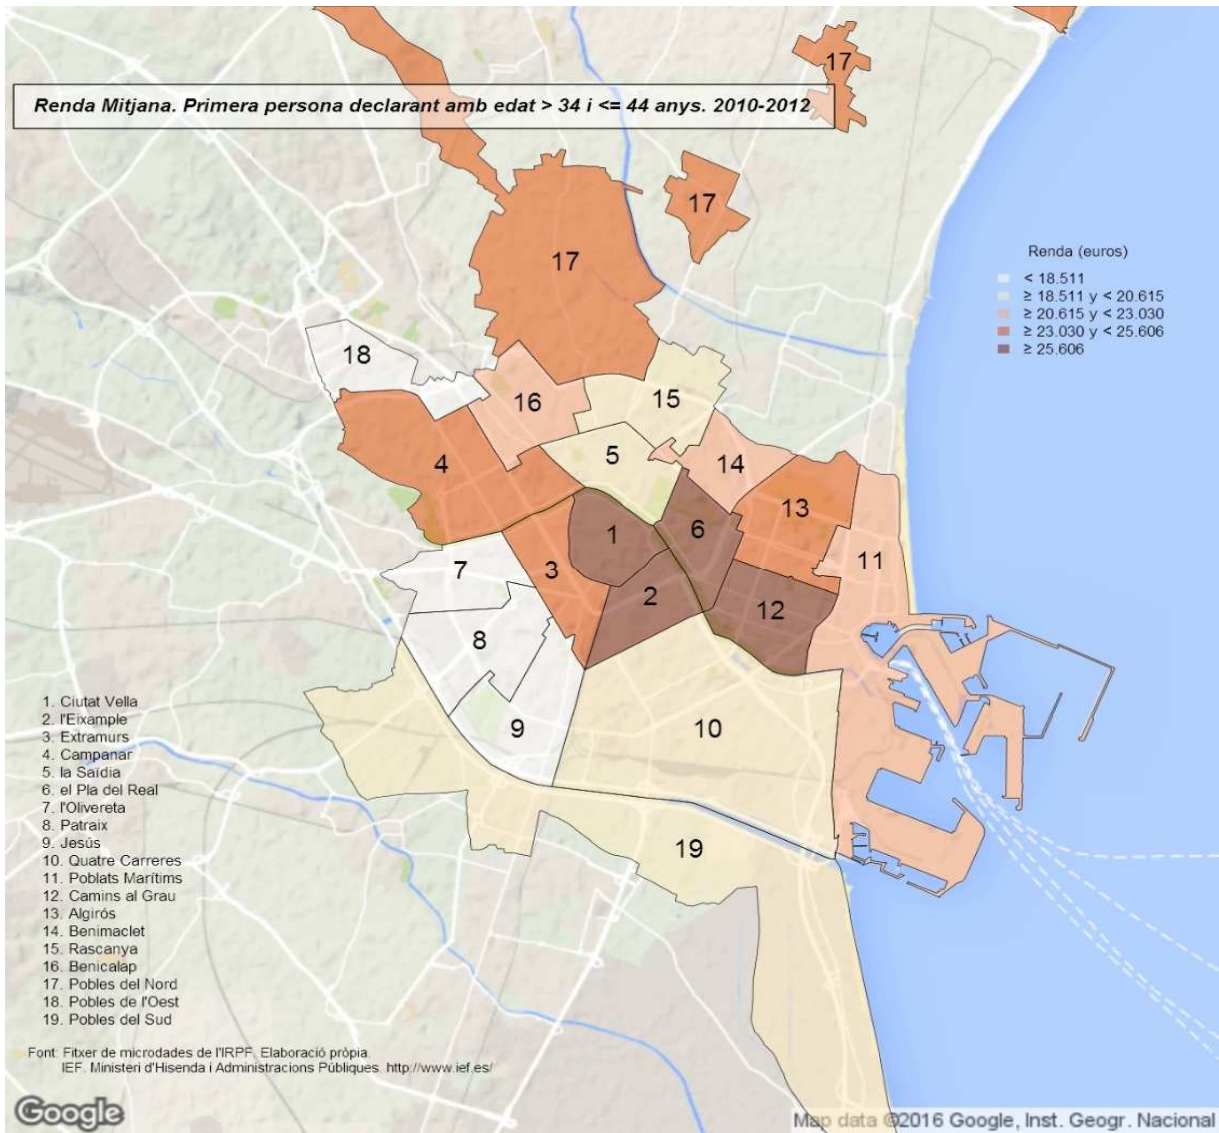 17
Renda Mitjana. Primera persona declarant amb edat > 34 i <= 44 anys. 2010-2012
17
17
Renda (euros)
< 18.511
≥ 18.511 y < 20.615
≥ 20.615 y < 23.030
≥ 23.030 y < 25.606
≥ 25.606
18
16
15
4
5
14
13
1
6
11
7
3
2
12
8
9
10
19
1. Ciutat Vella
2. l'Eixample
3. Extramurs
4. Campanar
5. la Saïdia
6. el Pla del Real
7. l'Olivereta
8. Patraix
9. Jesús
10. Quatre Carreres
11. Poblats Marítims
12. Camins al Grau
13. Algirós
14. Benimaclet
15. Rascanya
16. Benicalap
17. Pobles del Nord
18. Pobles de l'Oest
19. Pobles del Sud
Font: Fitxer de microdades de l'IRPF. Elaboració pròpia.
IEF. Ministeri d'Hisenda i Administracions Públiques. http://www.ief.es/
Google
Map data ©2016 Google, Inst. Geogr. Nacional